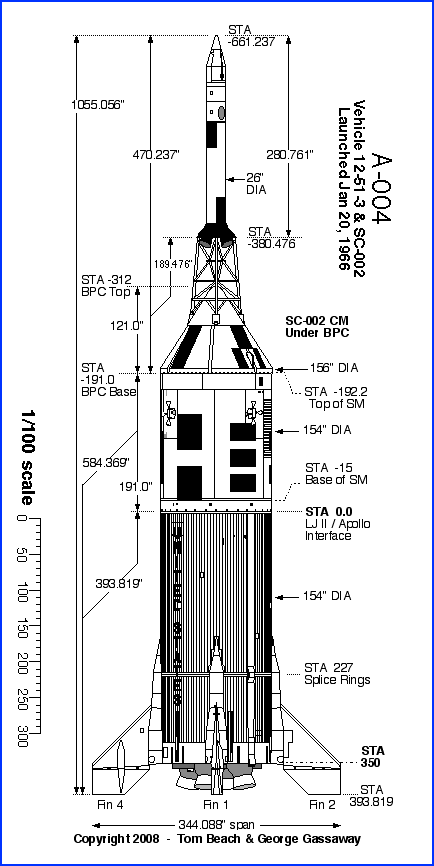 STA
-661.237
1055.056"
470.237"
280.761"
A-004
Vehicle 12-51 -3 & SC-002
Launched Jan 20, 1966
26"
DIA
STA
-380.476
189.476"
STA -312
BPC Top
121.0"
SC-002 CM
Under BPC
STA
-191.0
BPC Base
156" DIA
STA -192.2
Top of SM
154" DIA
584.369"
191.0"
STA -15
Base of SM
STA 0.0
LJ II / Apollo
Interface
1/100 scale
0
50
100
150
200
250
300
393.819"
154" DIA
STA 227
Splice Rings
STA
350
STA
393.819
Fin 4
Fin 1
Fin 2
344.088" span
Copyright 2008 - Tom Beach & George Gassaway